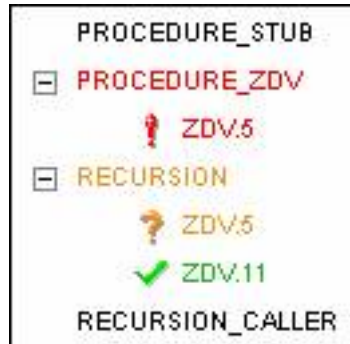 PROCEDURE_STUB
PROCEDURE_ZDV
ZDV.5
RECURSION
ZDV.5
ZDV.11
RECURSION_CALLER